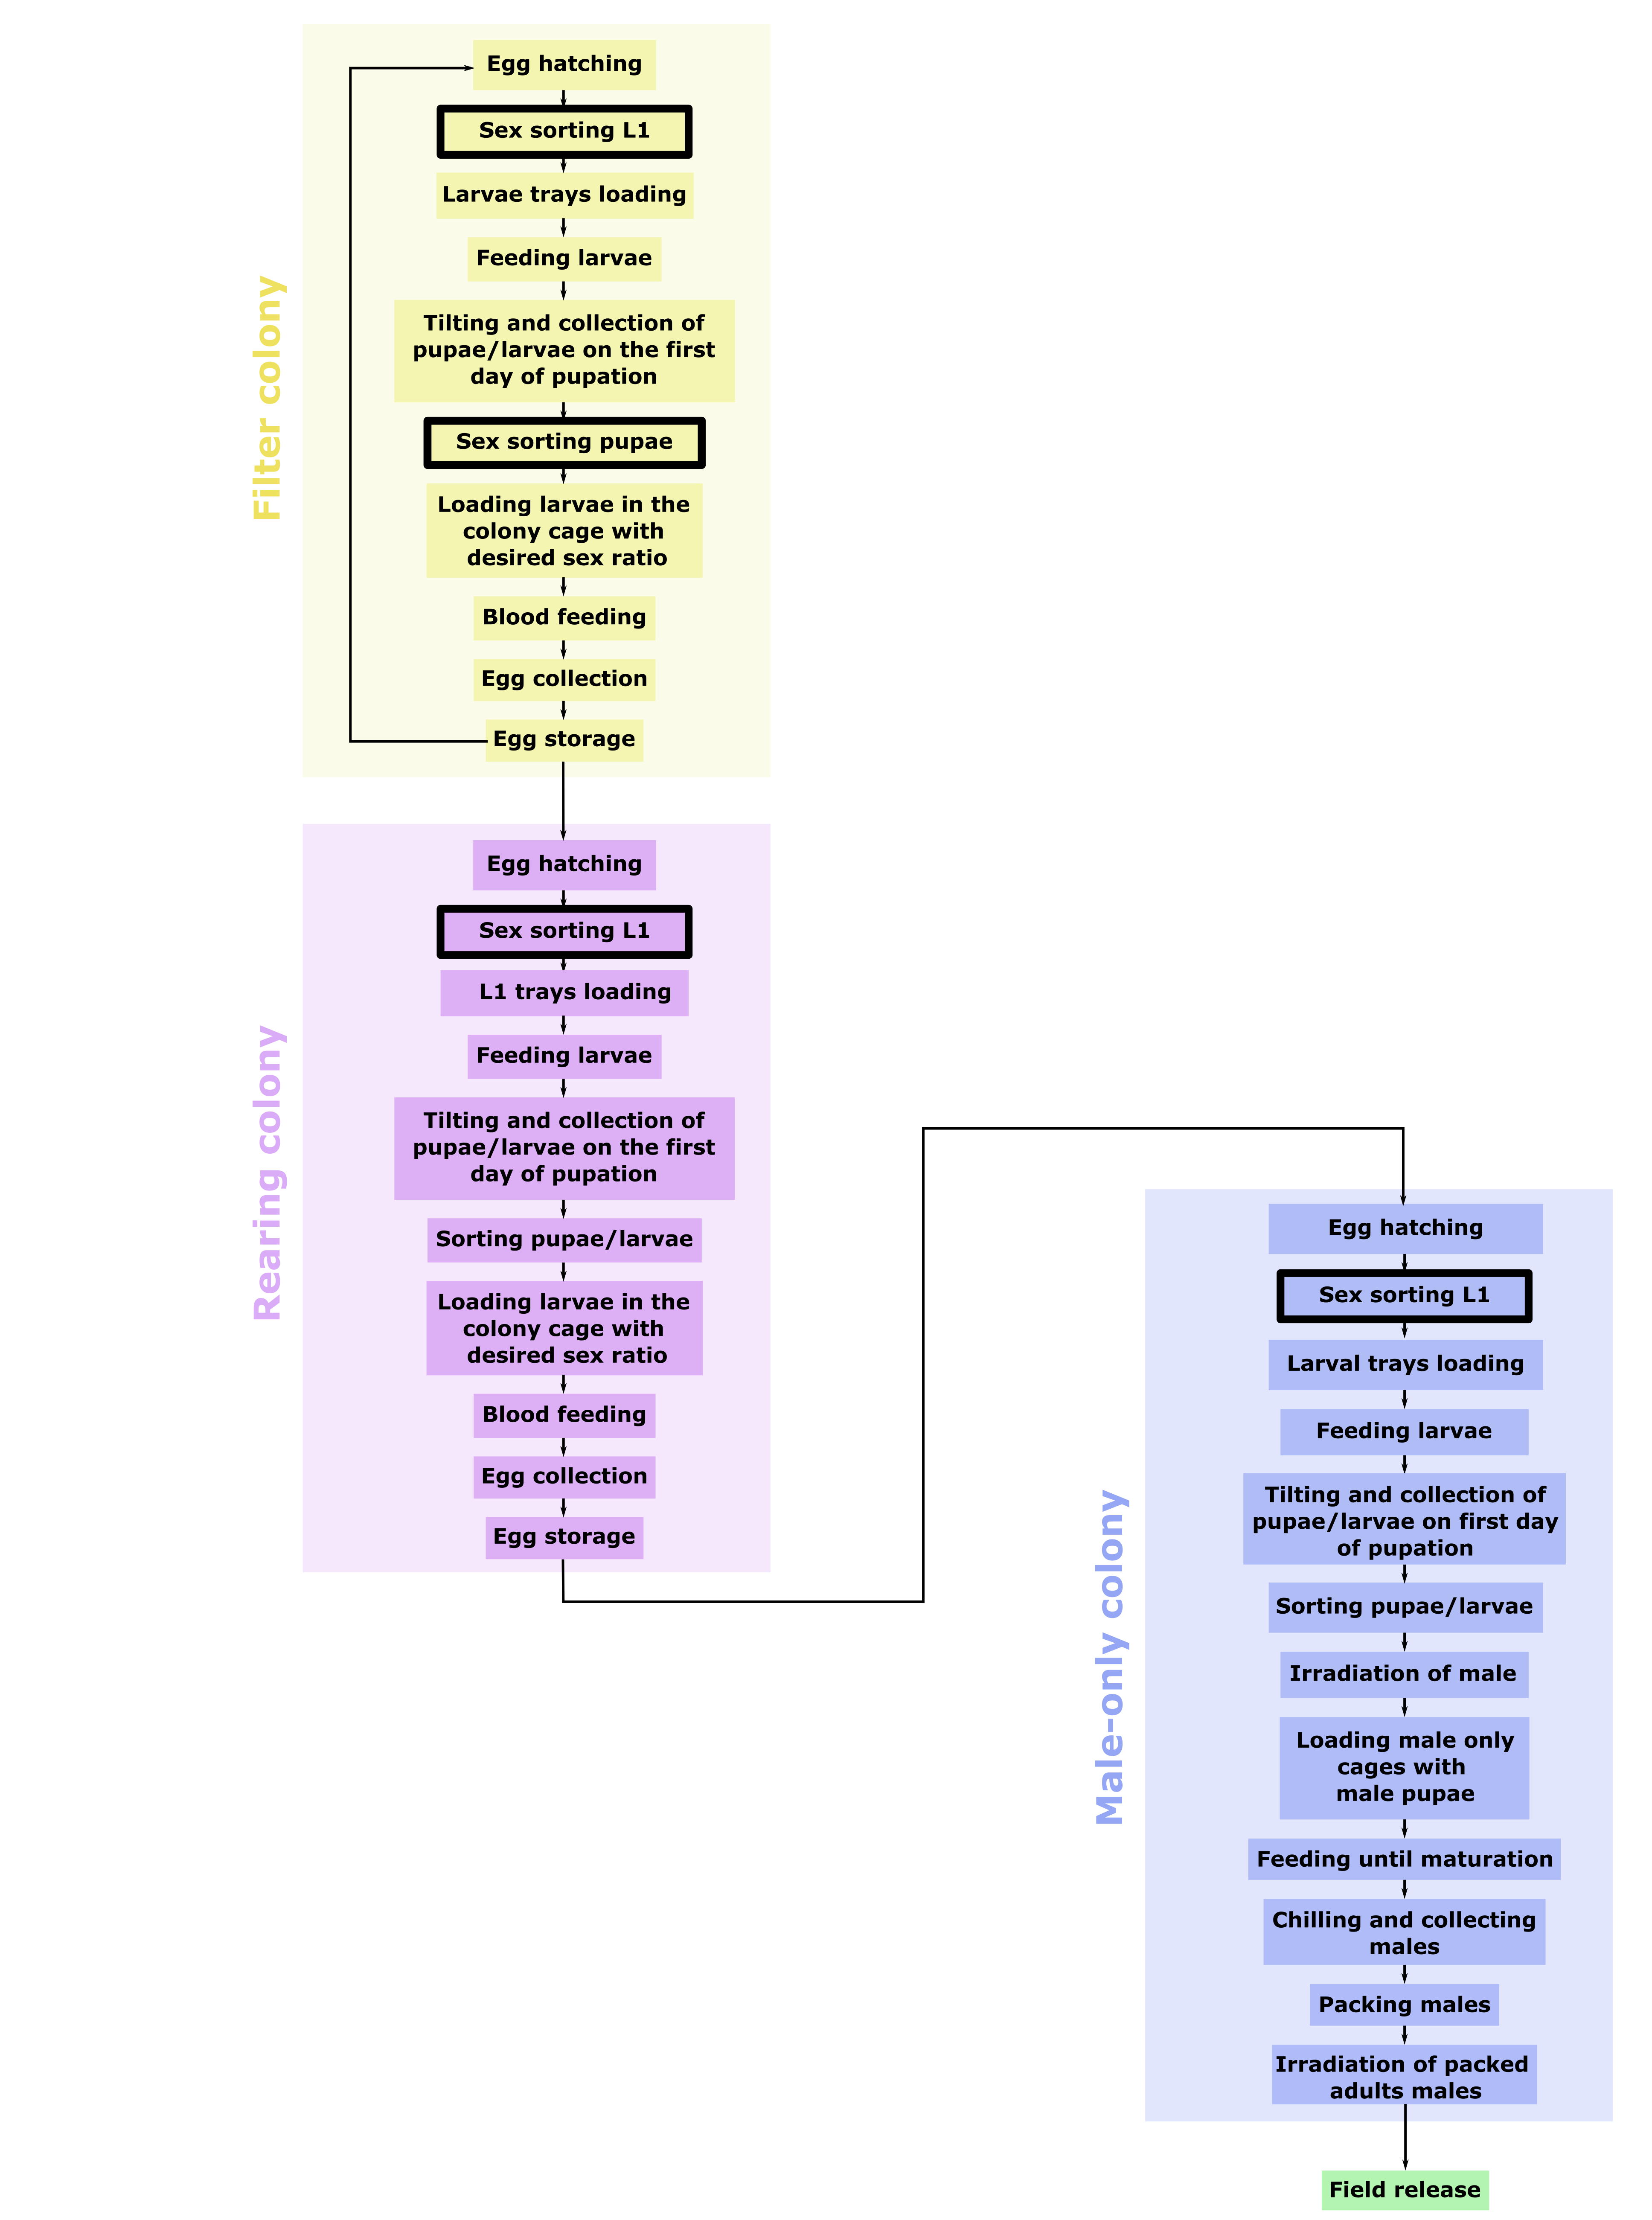 Filter colony
Egg hatching
Sex sorting L1
Larvae trays loading
Feeding larvae
Tilting and collection of
pupae/larvae on the first
day of pupation
Sex sorting pupae
Loading larvae in the
colony cage with
desired sex ratio
Blood feeding
Egg collection
Egg storage
Rearing colony
Egg hatching
Sex sorting L1
L1 trays loading
Feeding larvae
Tilting and collection of
pupae/larvae on the first
day of pupation
Sorting pupae/larvae
Loading larvae in the
colony cage with
desired sex ratio
Blood feeding
Egg collection
Egg storage
Male-only colony
Egg hatching
Sex sorting L1
Larval trays loading
Feeding larvae
Tilting and collection of
pupae/larvae on first day
of pupation
Sorting pupae/larvae
Irradiation of male
Loading male only
cages with
male pupae
Feeding until maturation
Chilling and collecting
males
Packing males
Irradiation of packed
adults males
Field release